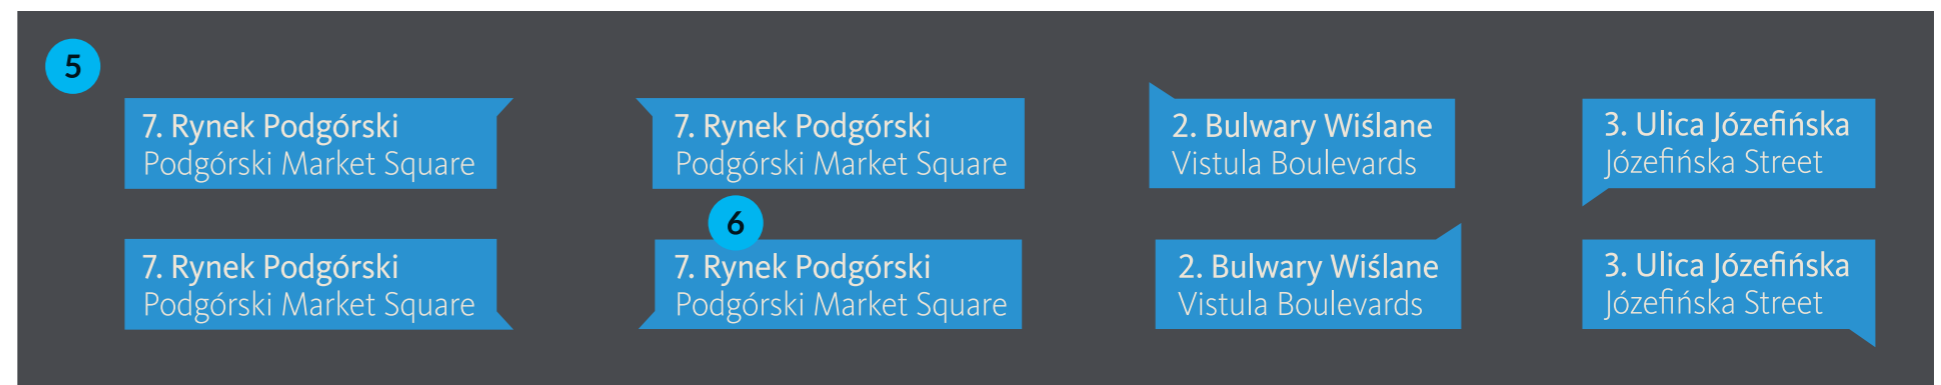 5
7. Rynek Podgórski
Podgórski Market Square
7. Rynek Podgórski
Podgórski Market Square
2. Bulwary Wiślane
Vistula Boulevards
3. Ulica Józefińska
Józefińska Street
6
7. Rynek Podgórski
Podgórski Market Square
7. Rynek Podgórski
Podgórski Market Square
2. Bulwary Wiślane
Vistula Boulevards
3. Ulica Józefińska
Józefińska Street